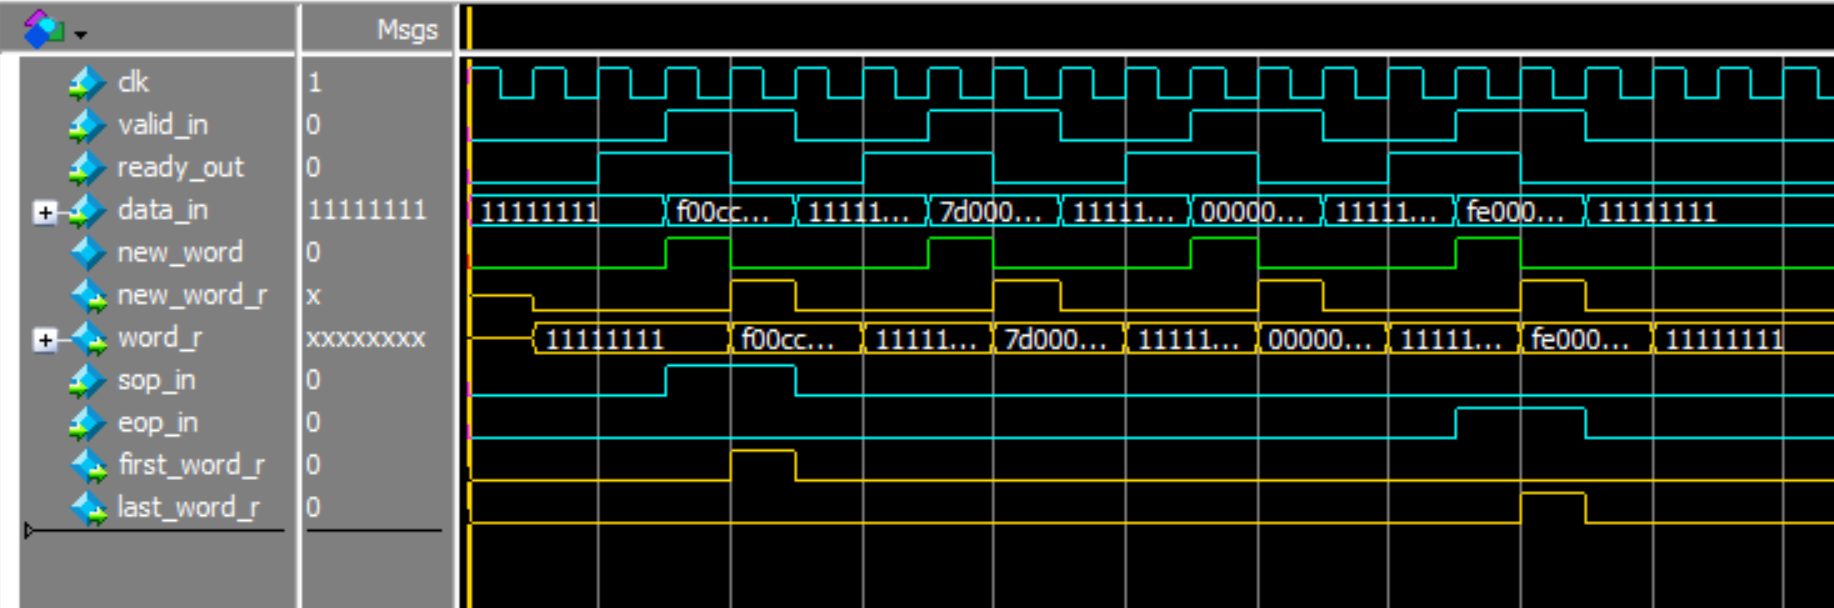 Msgs
clk 1
valid_in 0
ready_out 0
data_in 11111111 11111111 f00cc... 11111... 7d000... 11111... 00000... 11111... fe000... 11111111
new_word 0
new_word_r x
word_r xxxxxxxx 11111111 f00cc... 11111... 7d000... 11111... 00000... 11111... fe000... 11111111
sop_in 0
eop_in 0
first_word_r 0
last_word_r 0